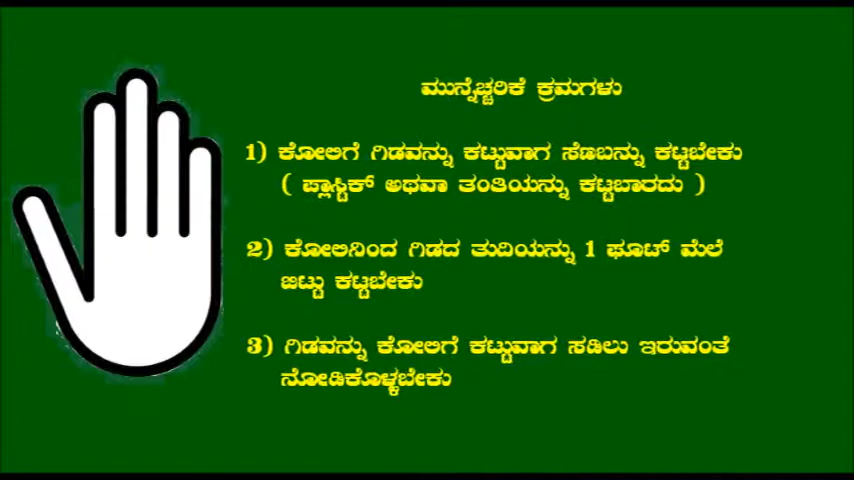 ಮುನ್ನೆಚ್ಚರಿಕೆ ಕ್ರಮಗಳು
1) ಕೋಲಿಗೆ ಗಿಡವನ್ನು ಕಟ್ಟುವಾಗ ಸೆಣಬನ್ನು ಕಟ್ಟಬೇಕು
( ಪ್ಲಾಸ್ಟಿಕ್ ಅಥವಾ ತಂತಿಯನ್ನು ಕಟ್ಟಬಾರದು )
2) ಕೋಲಿನಿಂದ ಗಿಡದ ತುದಿಯನ್ನು 1 ಫೂಟ್ ಮೆಲೆ
ಬಿಟ್ಟು ಕಟ್ಟಬೇಕು
3) ಗಿಡವನ್ನು ಕೋಲಿಗೆ ಕಟ್ಟುವಾಗ ಸಡಿಲು ಇರುವಂತೆ
ನೋಡಿಕೊಳ್ಳಬೇಕು